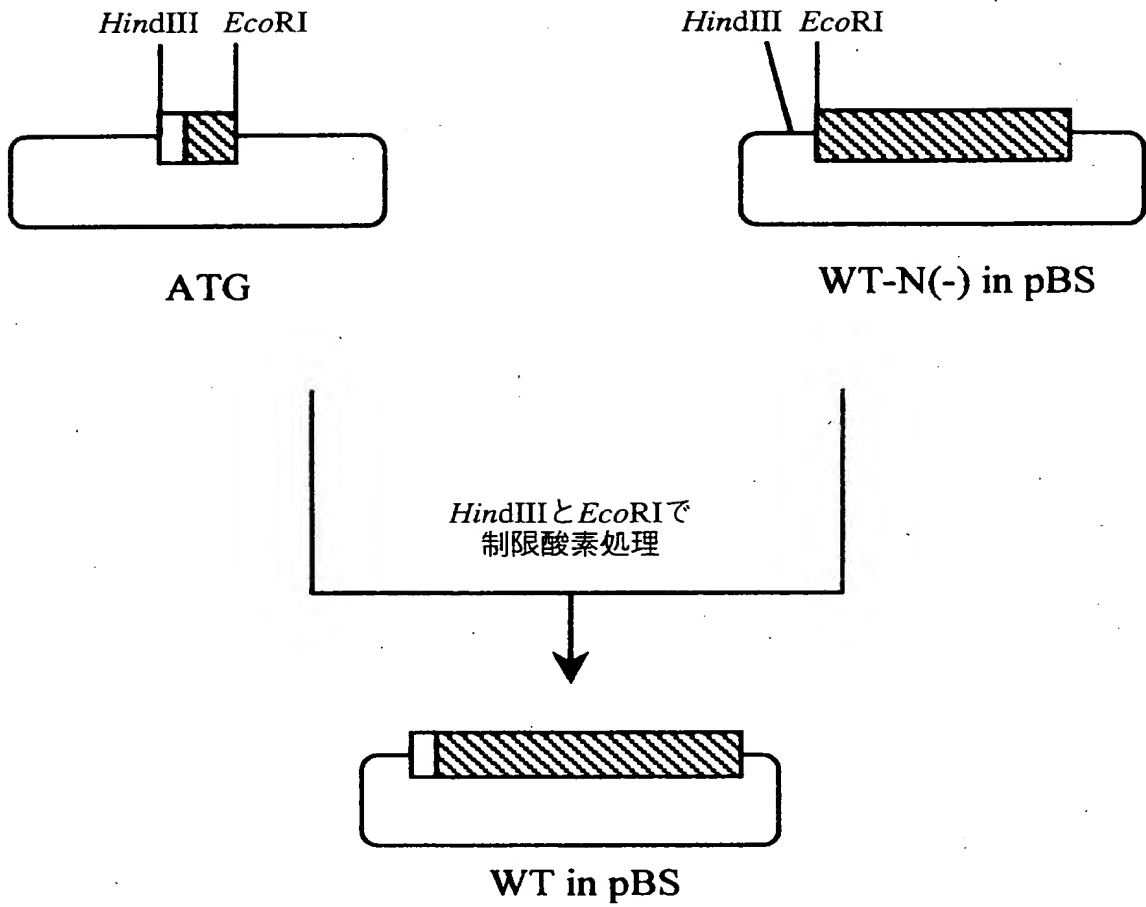 HindIII EcoRI
HindIII EcoRI
ATG
WT-N(-) in pBS
HindIIIとEcoRIで
制限酸素処理
WT in pBS